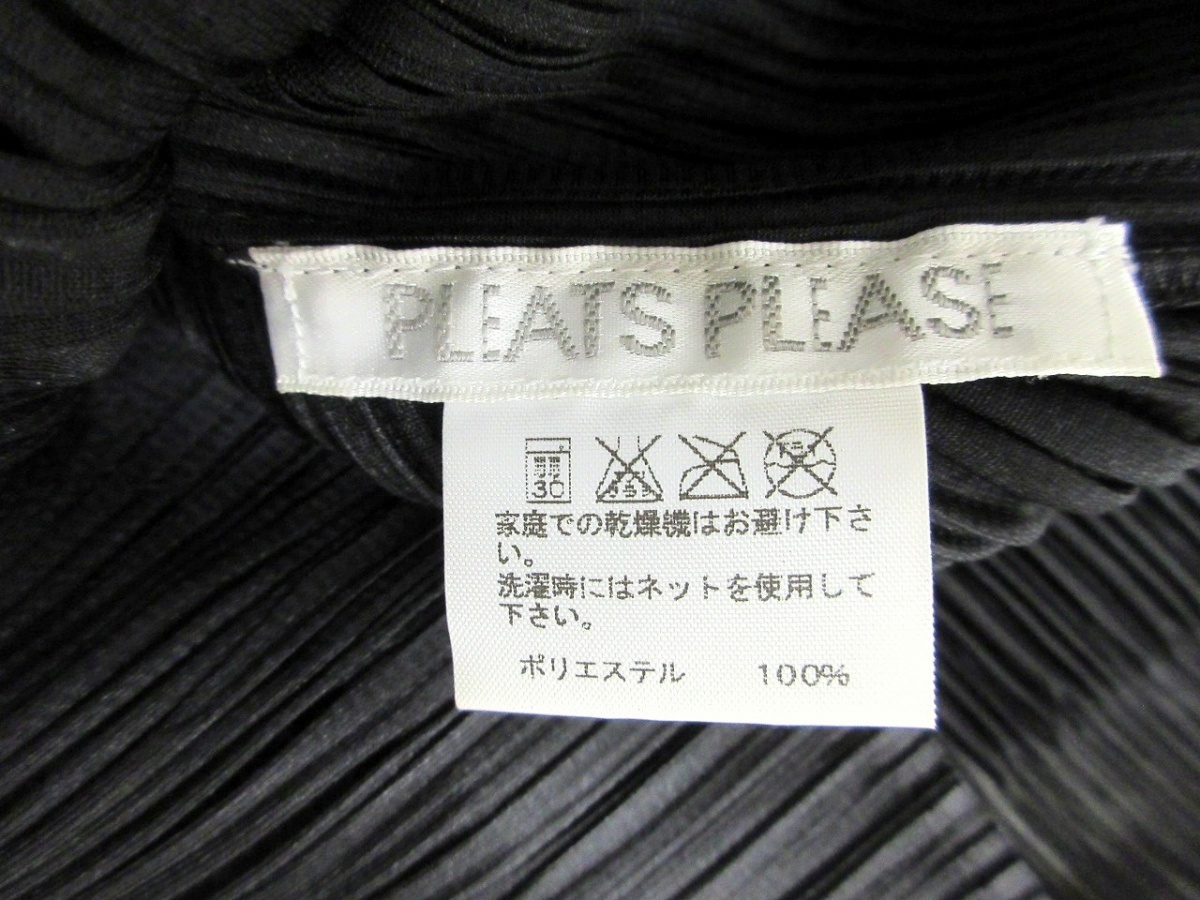 PLEATS PLEASE
30
家庭での乾燥機はお避け下さ
い。
洗濯時にはネットを使用して
下さい。
ポリエステル 100%